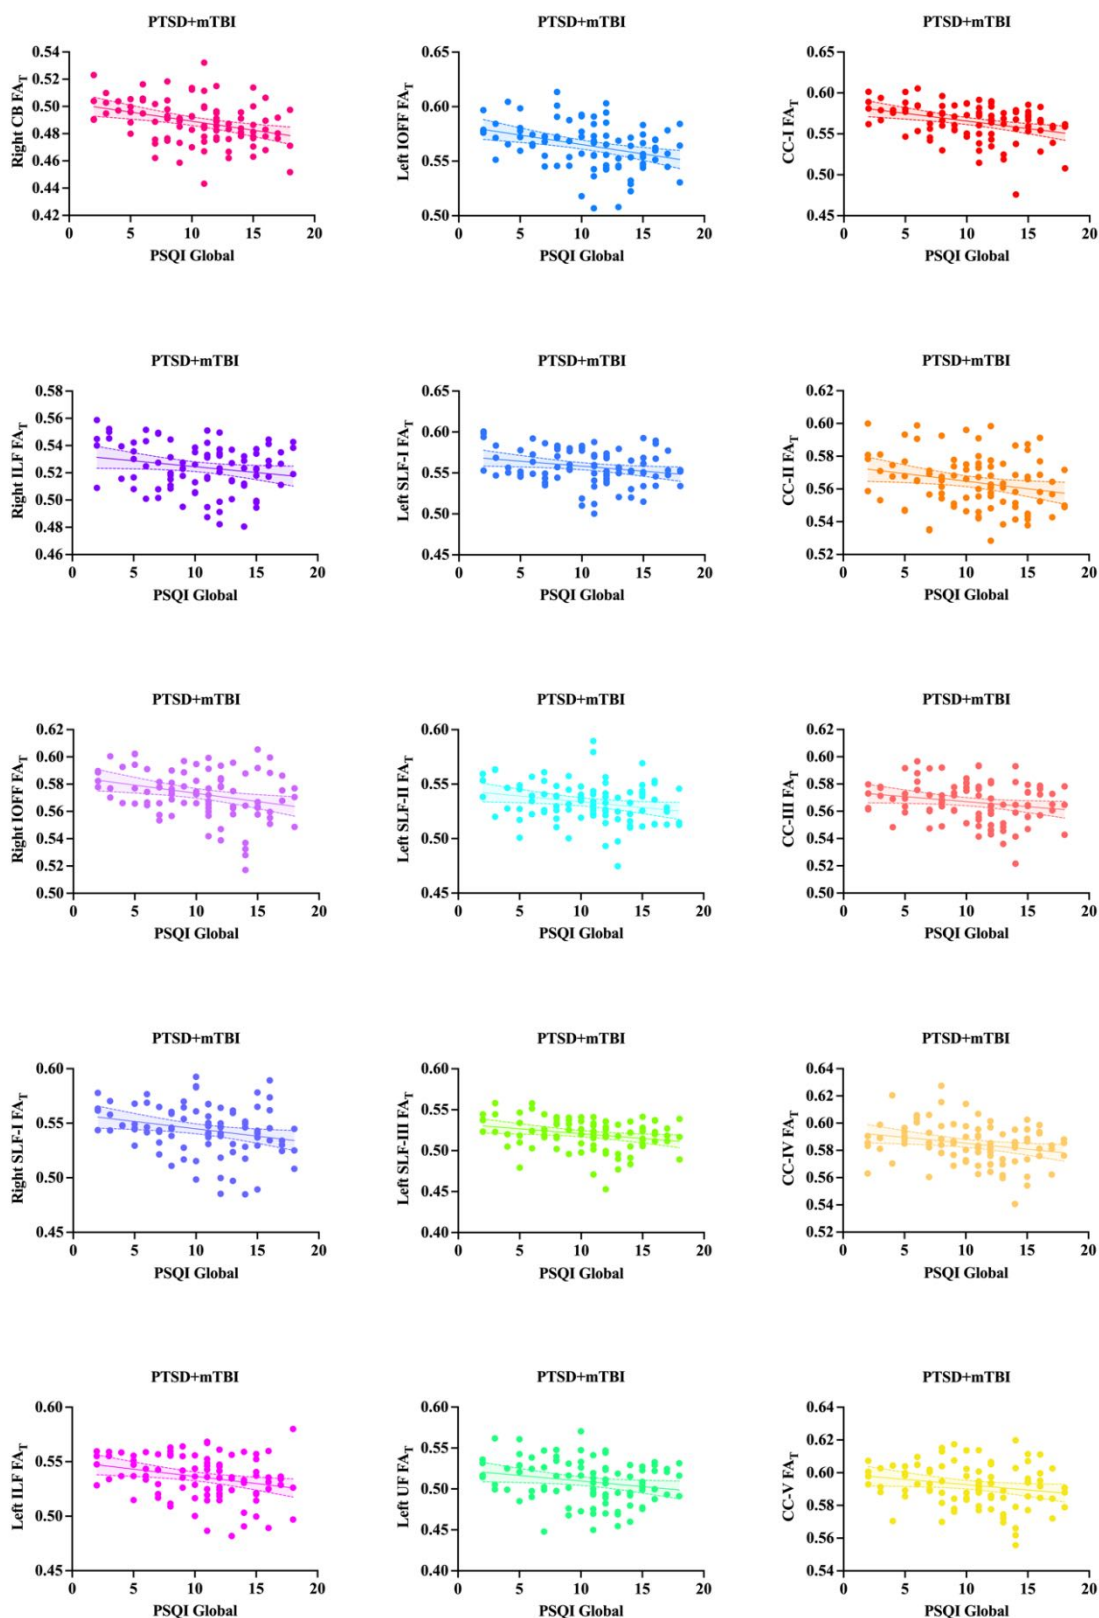 PTSD+mTBI PTSD+mTBI PTSD+mTBI
Right CB FAT
0.54
0.52
0.50
0.48
0.46
0.44
0.42
0 5 10 15 20
PSQI Global
Left IOFF FAT
0.65
0.60
0.55
0.50
0 5 10 15 20
PSQI Global
CC-I FAT
0.65
0.60
0.55
0.50
0.45
0 5 10 15 20
PSQI Global
PTSD+mTBI PTSD+mTBI PTSD+mTBI
Right ILF FAT
0.58
0.56
0.54
0.52
0.50
0.48
0.46
0 5 10 15 20
PSQI Global
Left SLF-I FAT
0.65
0.60
0.55
0.50
0.45
0 5 10 15 20
PSQI Global
CC-II FAT
0.62
0.60
0.58
0.56
0.54
0.52
0 5 10 15 20
PSQI Global
PTSD+mTBI PTSD+mTBI PTSD+mTBI
Right IOFF FAT
0.62
0.60
0.58
0.56
0.54
0.52
0.50
0 5 10 15 20
PSQI Global
Left SLF-II FAT
0.60
0.55
0.50
0.45
0 5 10 15 20
PSQI Global
CC-III FAT
0.62
0.60
0.58
0.56
0.54
0.52
0.50
0 5 10 15 20
PSQI Global
PTSD+mTBI PTSD+mTBI PTSD+mTBI
Right SLF-I FAT
0.60
0.55
0.50
0.45
0 5 10 15 20
PSQI Global
Left SLF-III FAT
0.60
0.55
0.50
0.45
0.40
0 5 10 15 20
PSQI Global
CC-IV FAT
0.64
0.62
0.60
0.58
0.56
0.54
0.52
0 5 10 15 20
PSQI Global
PTSD+mTBI PTSD+mTBI PTSD+mTBI
Left ILF FAT
0.60
0.55
0.50
0.45
0 5 10 15 20
PSQI Global
Left UF FAT
0.60
0.55
0.50
0.45
0.40
0 5 10 15 20
PSQI Global
CC-V FAT
0.64
0.62
0.60
0.58
0.56
0.54
0 5 10 15 20
PSQI Global